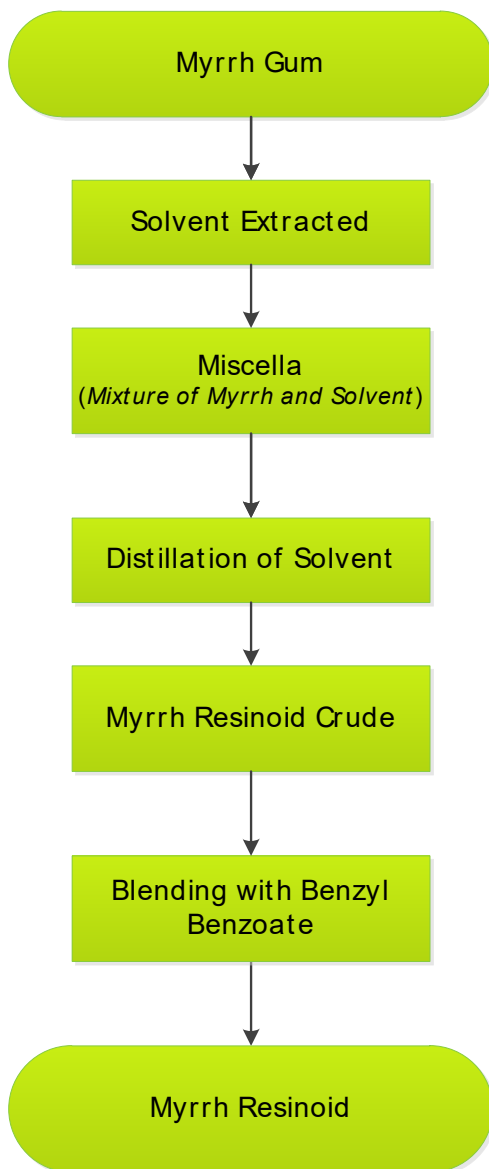 Myrrh Gum
Solvent Extracted
Miscella
(Mixture of Myrrh and Solvent)
Distillation of Solvent
Myrrh Resinoid Crude
Blending with Benzyl
Benzoate
Myrrh Resinoid